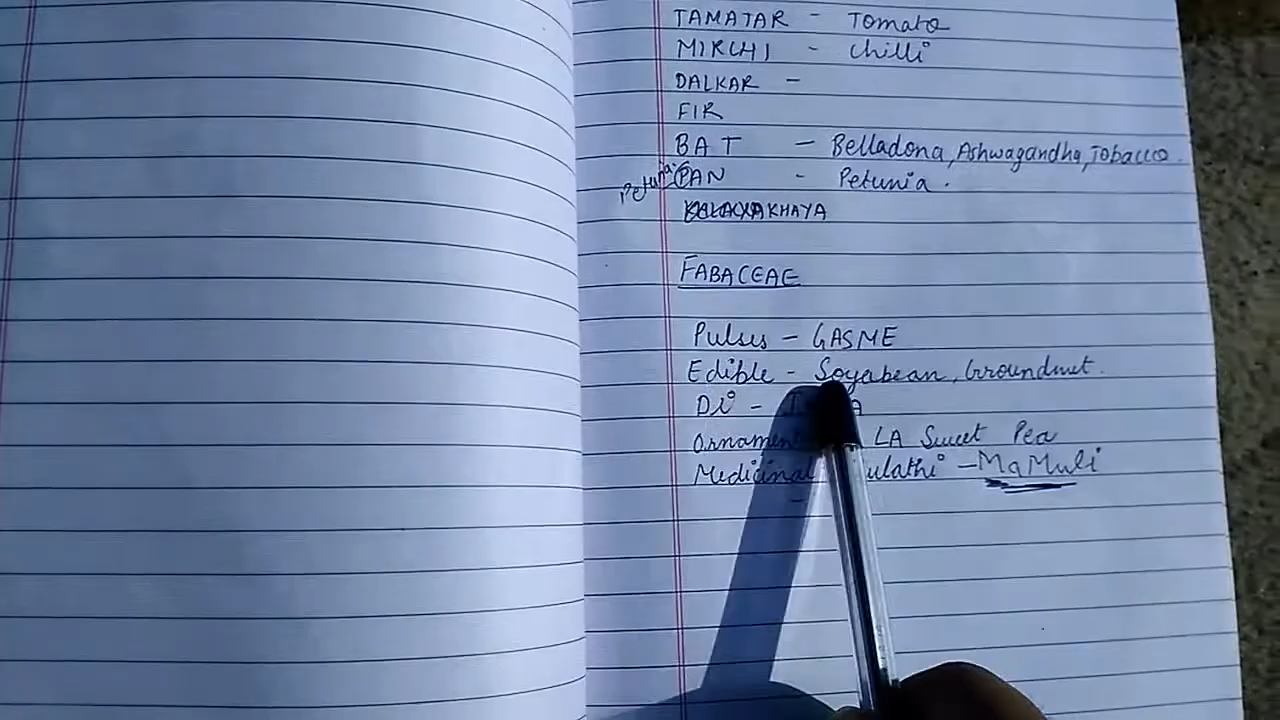 TAMATAR - Tomato
MIRCHI - Chilli
DALKAR -
FIR
BAT - Belladona, Ashwagandha, Tobacco.
Petunia PAN - Petunia.
KHAYA
FABACEAE
Pulses - GASME
Edible - Soyabean, Groundnut.
Di -
LA Sweet Pea
Medicinal - MaMuli